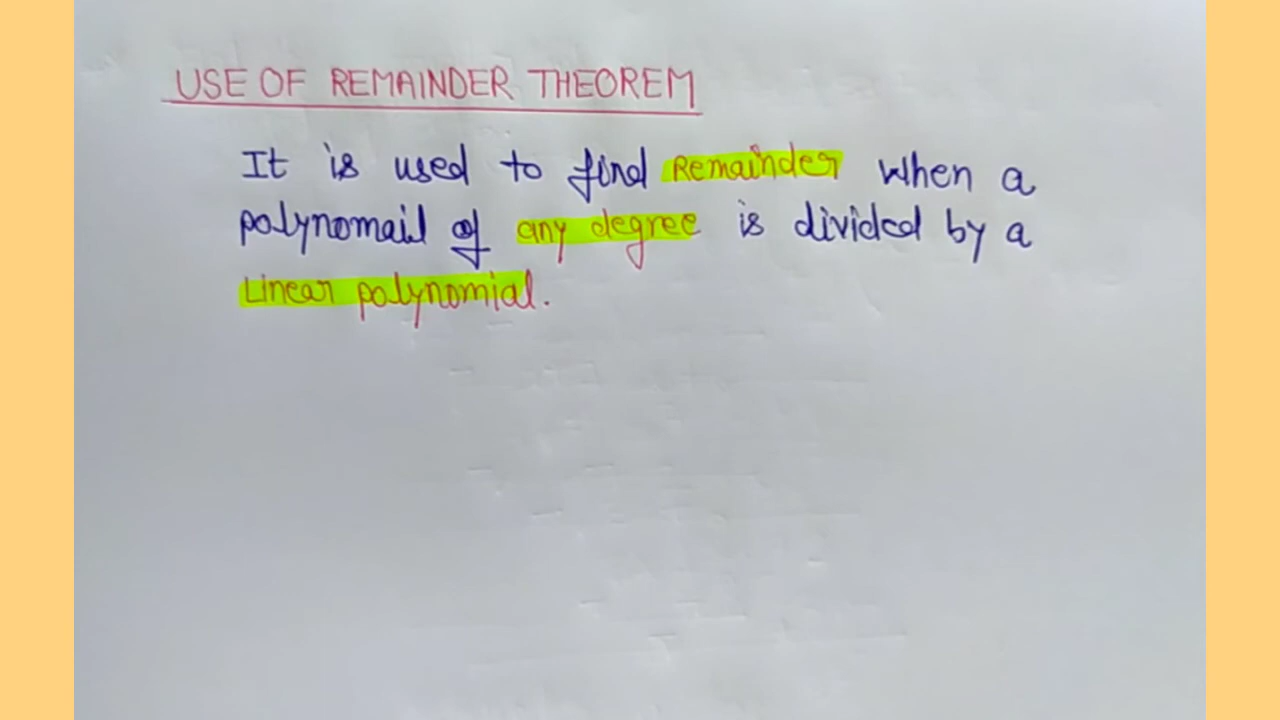 USE OF REMAINDER THEOREM
It is used to find Remainder when a
polynomail of any degree is divided by a
Linear polynomial.